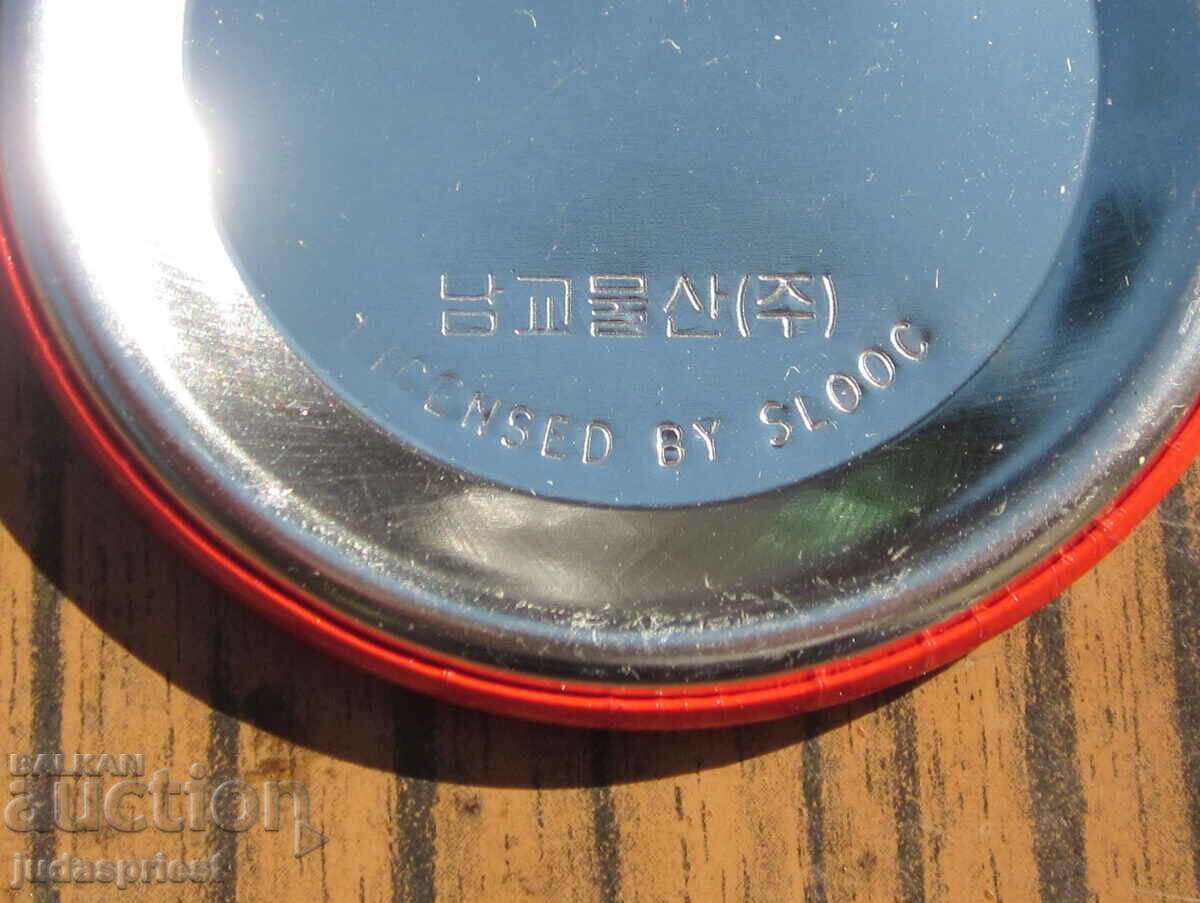 남교물산(주)
LICENSED BY SLOOC
BALKAN
auction
judaspriest